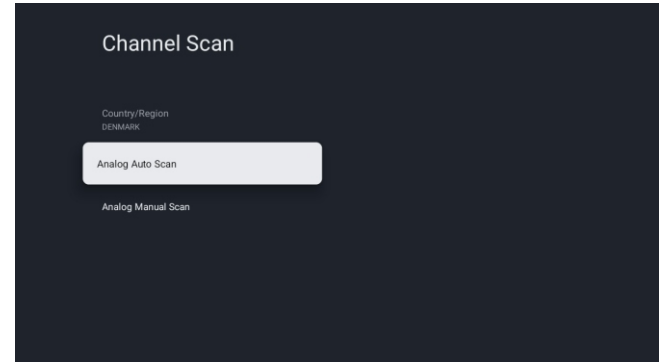 Channel Scan
Country/Region
DENMARK
Analog Auto Scan
Analog Manual Scan